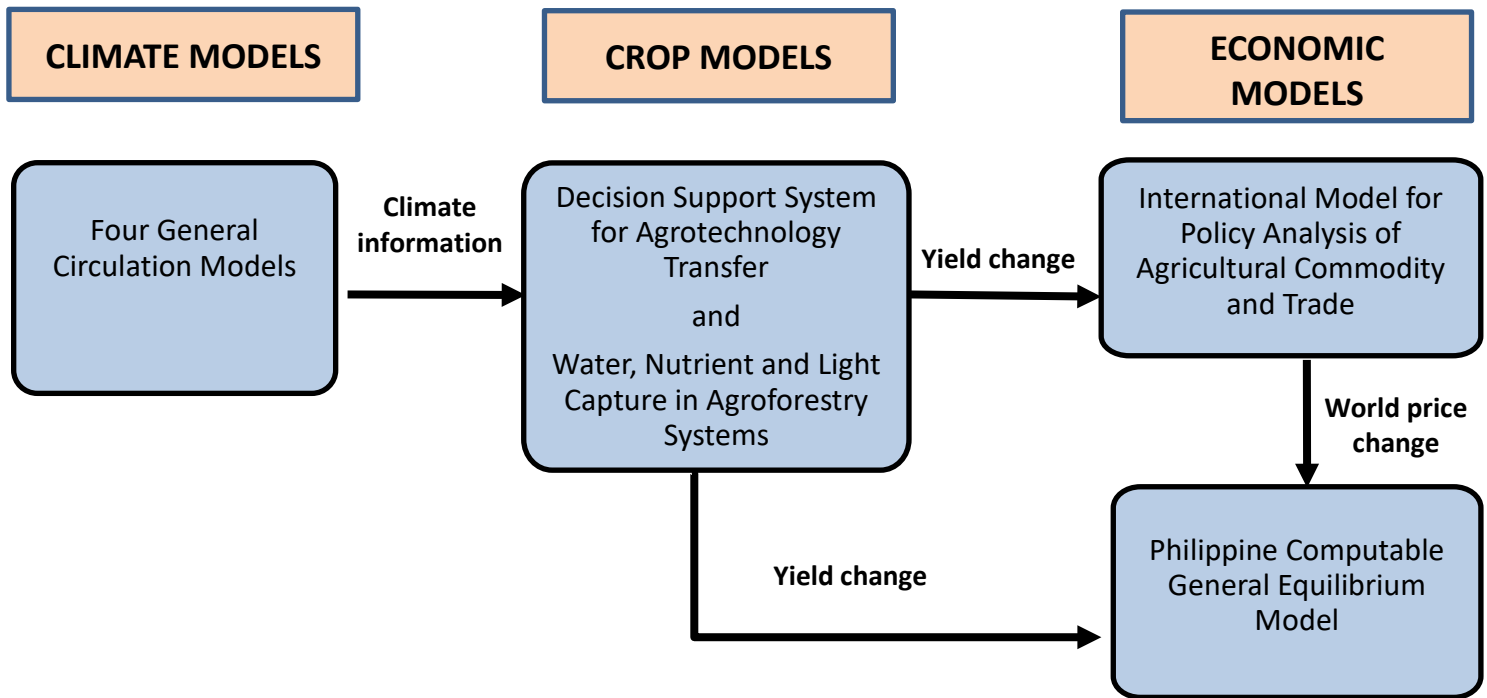 CLIMATE MODELS
CROP MODELS
ECONOMIC
MODELS
Four General
Circulation Models
Climate
information
Decision Support System
for Agrotechnology
Transfer
and
Water, Nutrient and Light
Capture in Agroforestry
Systems
Yield change
International Model for
Policy Analysis of
Agricultural Commodity
and Trade
World price
change
Yield change
Philippine Computable
General Equilibrium
Model